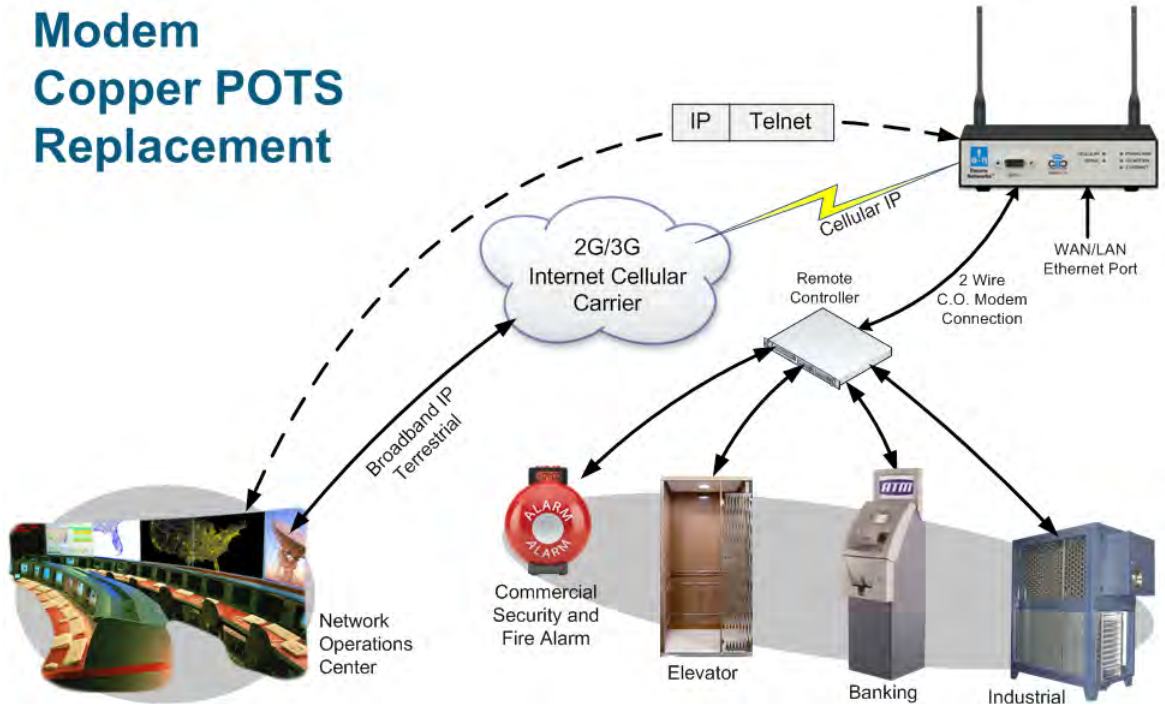 Modem
Copper POTS
Replacement
IP Telnet
Cellular IP
2G/3G
Internet Cellular
Carrier
WAN/LAN
Ethernet Port
2 Wire
C.O. Modem
Connection
Remote
Controller
Broadband IP
Terrestrial
Network
Operations
Center
ALARM
ALARM
Commercial
Security and
Fire Alarm
Elevator
ATM
Banking
Industrial